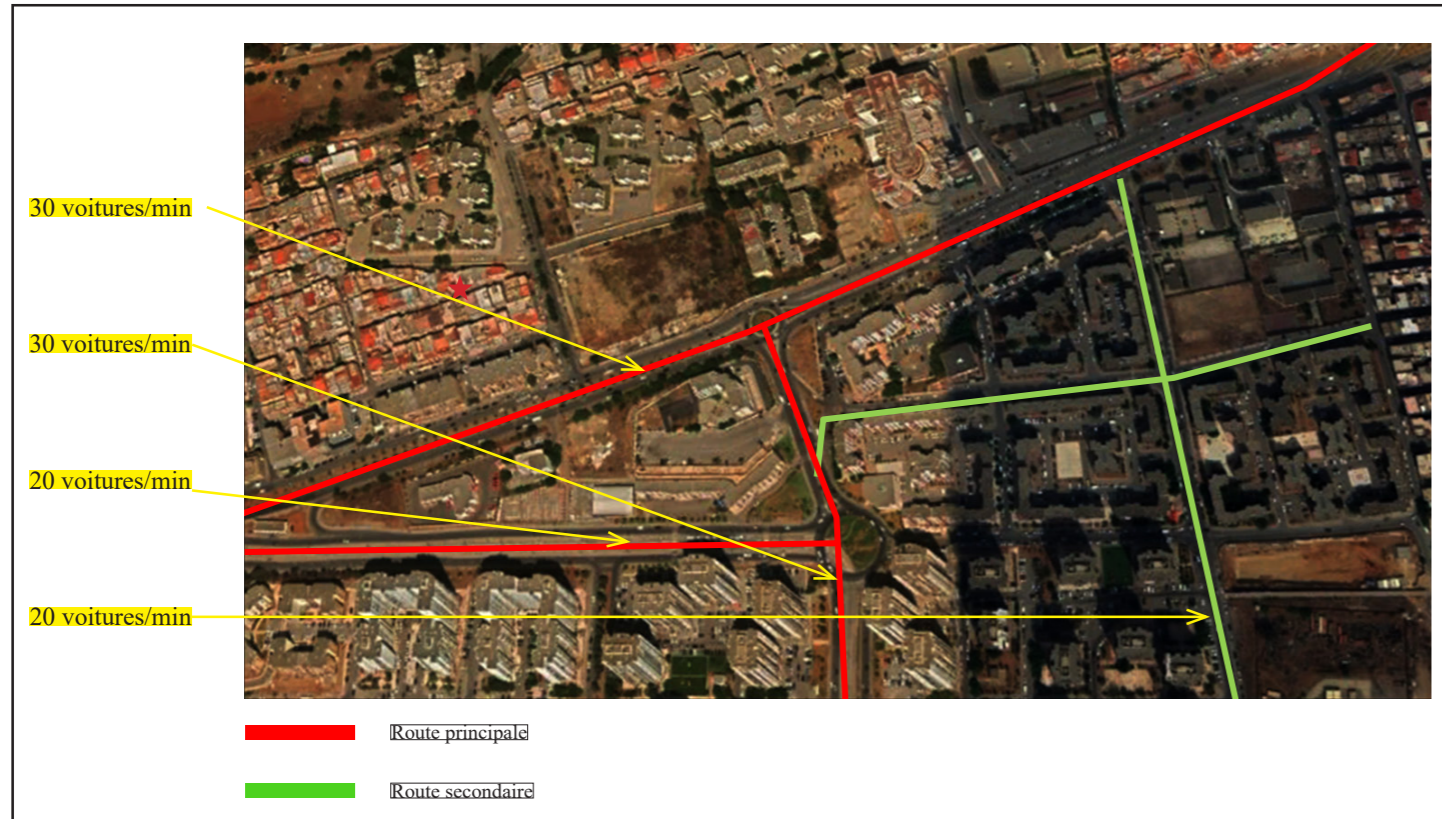 30 voitures/min
30 voitures/min
20 voitures/min
20 voitures/min
Route principale
Route secondaire